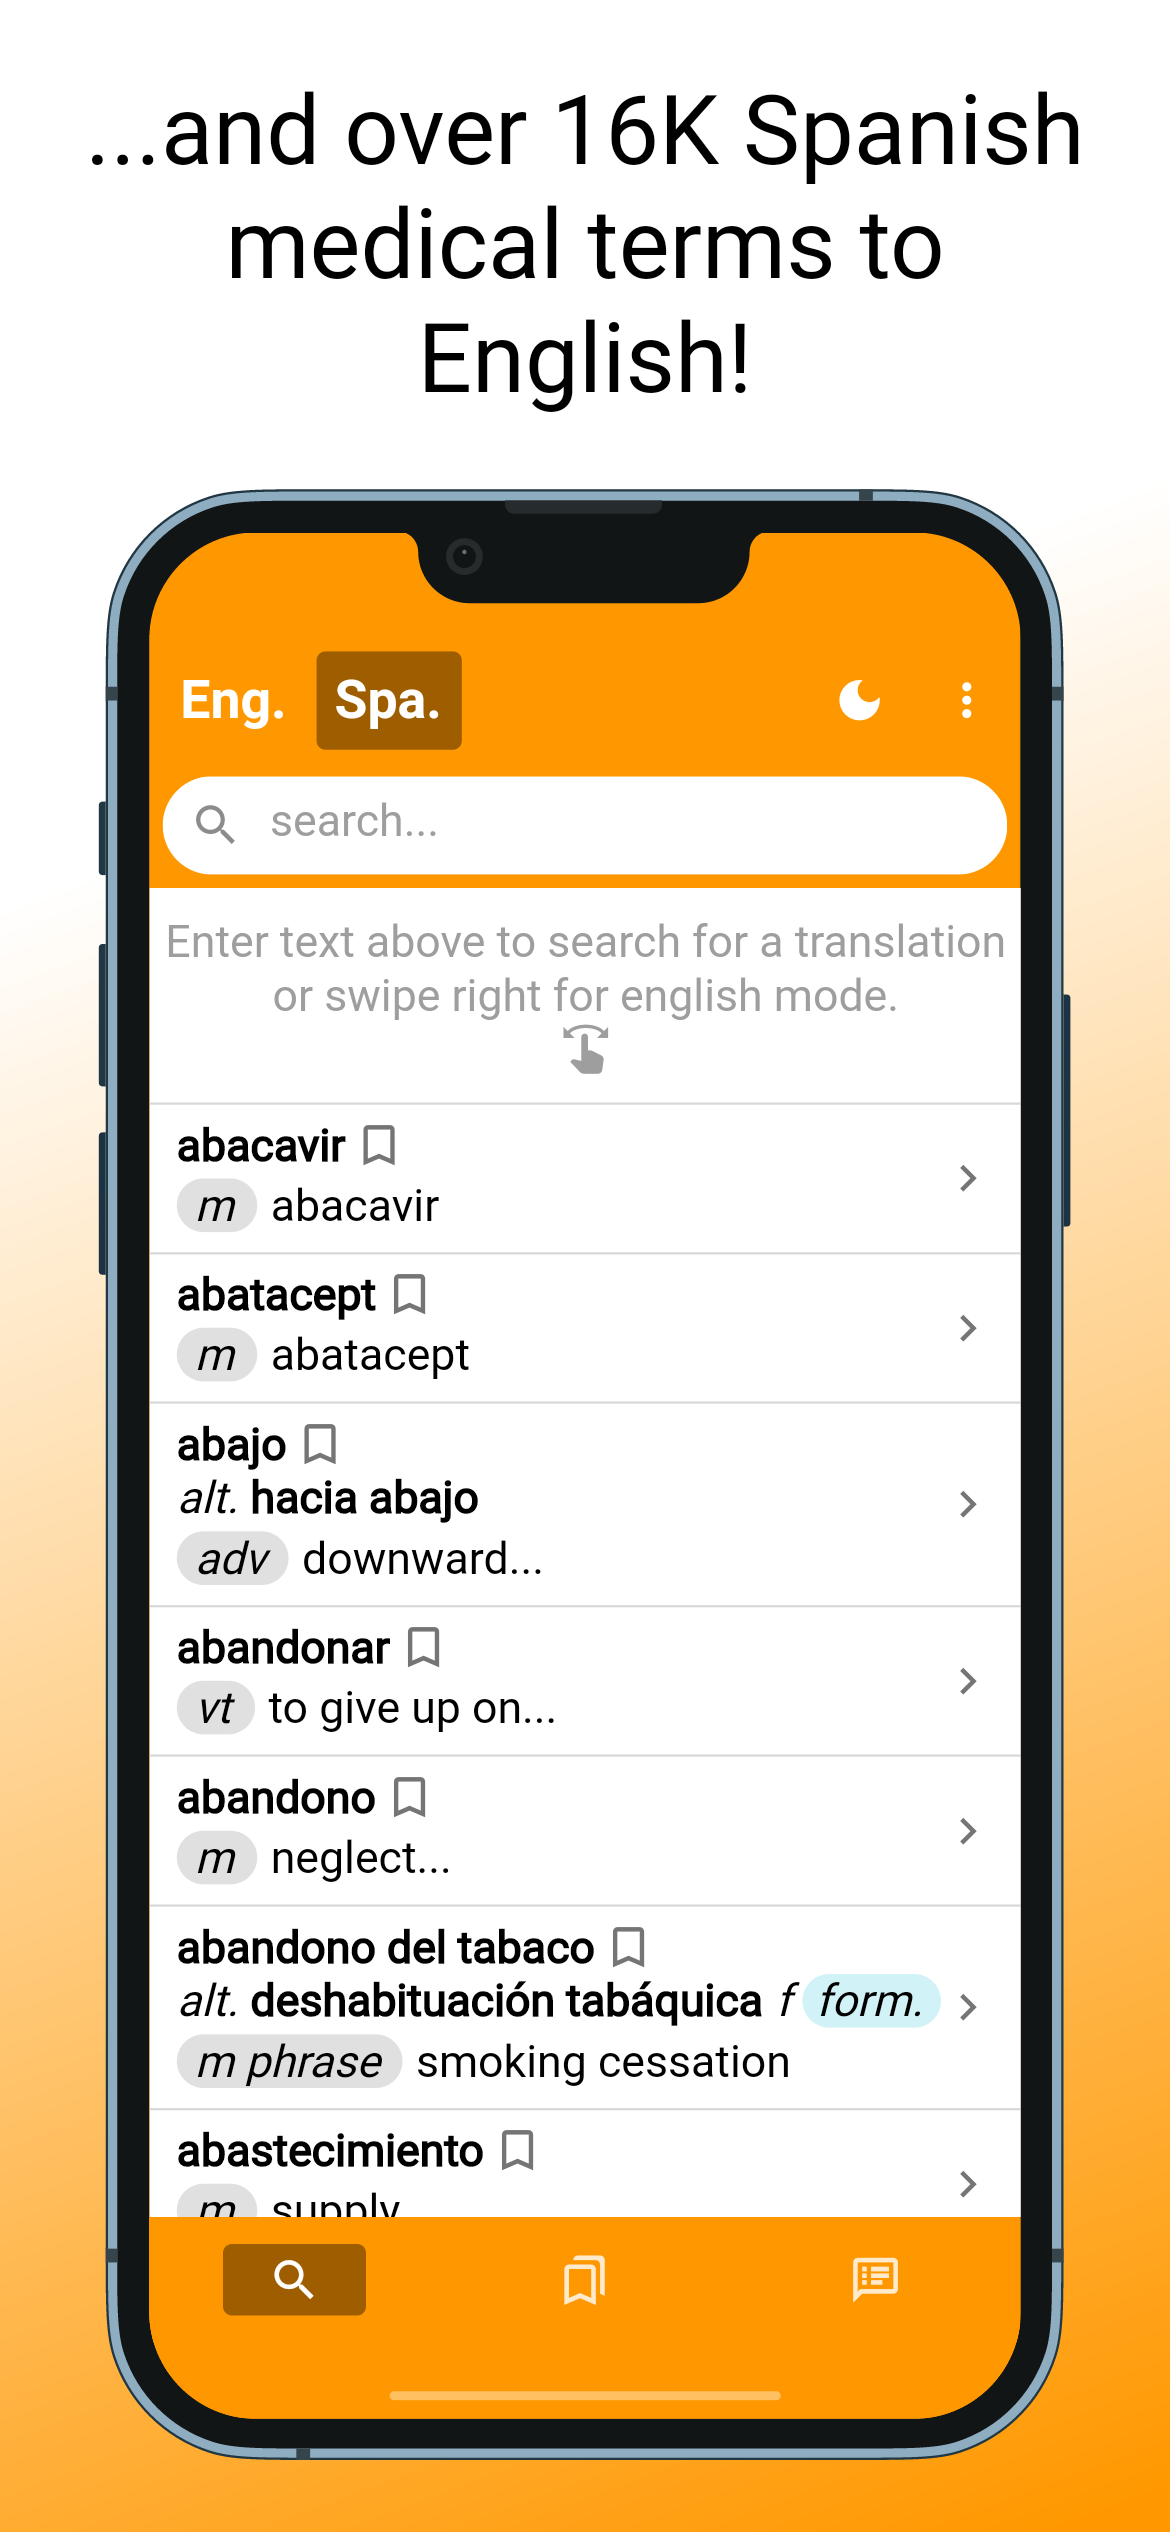 ...and over 16K Spanish
medical terms to
English!
Eng. Spa.
search...
Enter text above to search for a translation
or swipe right for english mode.
abacavir
m abacavir
abatacept
m abatacept
abajo
alt. hacia abajo
adv downward...
abandonar
vt to give up on...
abandono
m neglect...
abandono del tabaco
alt. deshabituación tabáquica f form.
m phrase smoking cessation
abastecimiento
m supply